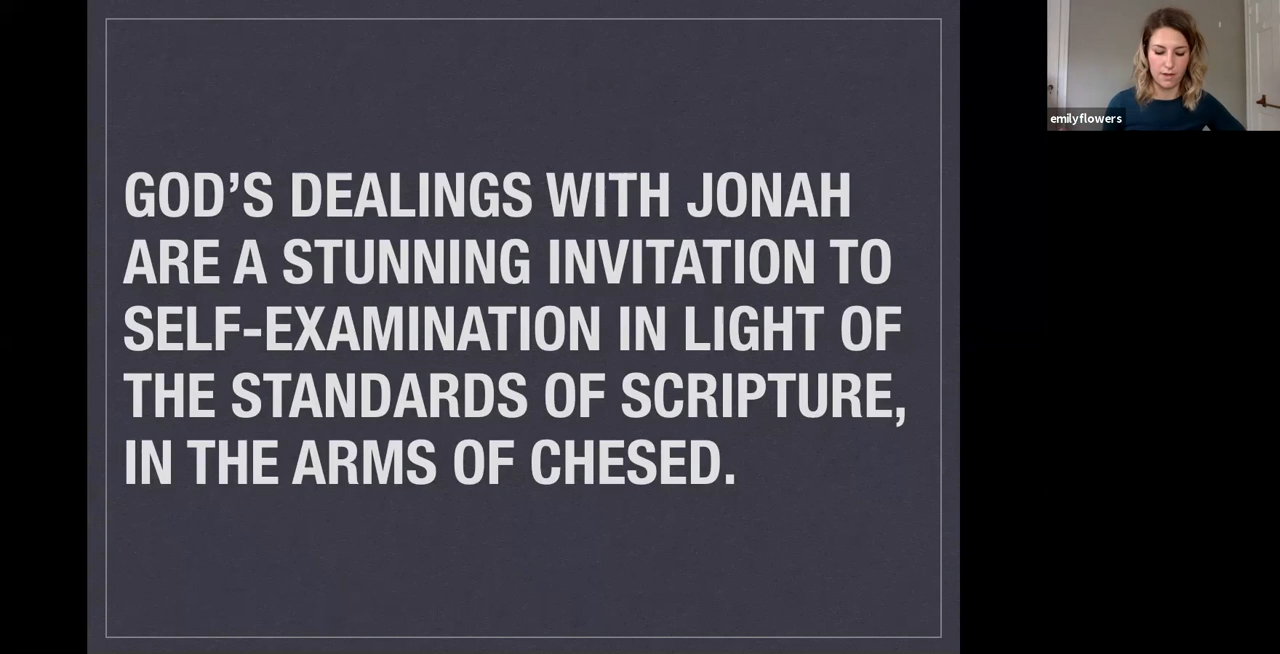 GOD’S DEALINGS WITH JONAH
ARE A STUNNING INVITATION TO
SELF-EXAMINATION IN LIGHT OF
THE STANDARDS OF SCRIPTURE,
IN THE ARMS OF CHESED.
emilyflowers